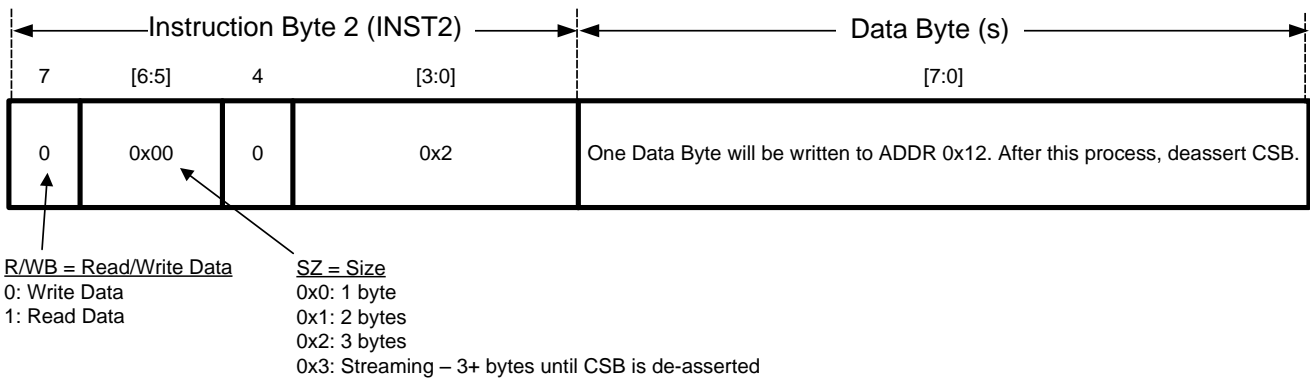 Instruction Byte 2 (INST2) Data Byte (s)
7 [6:5] 4 [3:0] [7:0]
0 0x00 0 0x2 One Data Byte will be written to ADDR 0x12. After this process, deassert CSB.
R/WB = Read/Write Data SZ = Size
0: Write Data 0x0: 1 byte
1: Read Data 0x1: 2 bytes
0x2: 3 bytes
0x3: Streaming – 3+ bytes until CSB is de-asserted